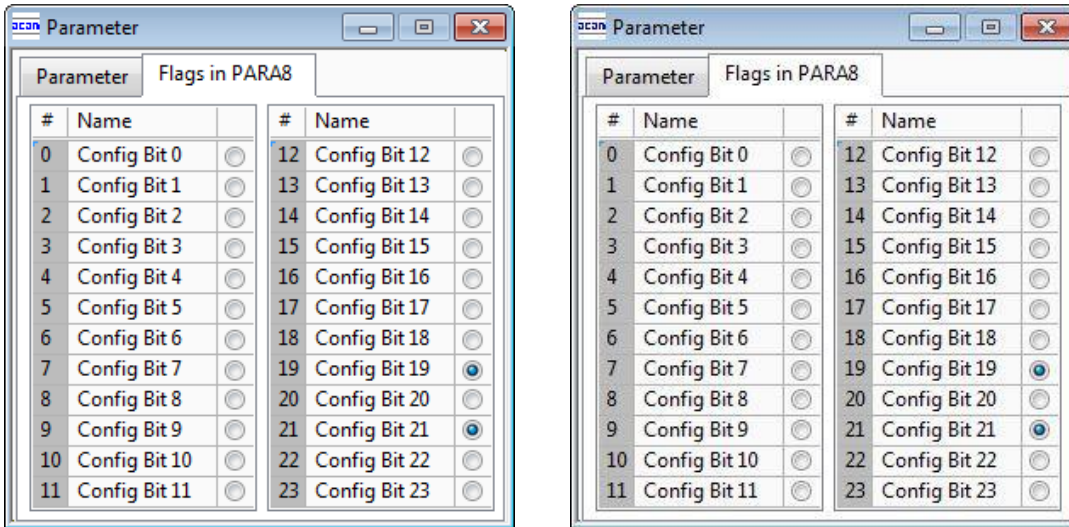 acan Parameter
Parameter Flags in PARA8
# Name # Name
0 Config Bit 0 12 Config Bit 12
1 Config Bit 1 13 Config Bit 13
2 Config Bit 2 14 Config Bit 14
3 Config Bit 3 15 Config Bit 15
4 Config Bit 4 16 Config Bit 16
5 Config Bit 5 17 Config Bit 17
6 Config Bit 6 18 Config Bit 18
7 Config Bit 7 19 Config Bit 19
8 Config Bit 8 20 Config Bit 20
9 Config Bit 9 21 Config Bit 21
10 Config Bit 10 22 Config Bit 22
11 Config Bit 11 23 Config Bit 23
acan Parameter
Parameter Flags in PARA8
# Name # Name
0 Config Bit 0 12 Config Bit 12
1 Config Bit 1 13 Config Bit 13
2 Config Bit 2 14 Config Bit 14
3 Config Bit 3 15 Config Bit 15
4 Config Bit 4 16 Config Bit 16
5 Config Bit 5 17 Config Bit 17
6 Config Bit 6 18 Config Bit 18
7 Config Bit 7 19 Config Bit 19
8 Config Bit 8 20 Config Bit 20
9 Config Bit 9 21 Config Bit 21
10 Config Bit 10 22 Config Bit 22
11 Config Bit 11 23 Config Bit 23